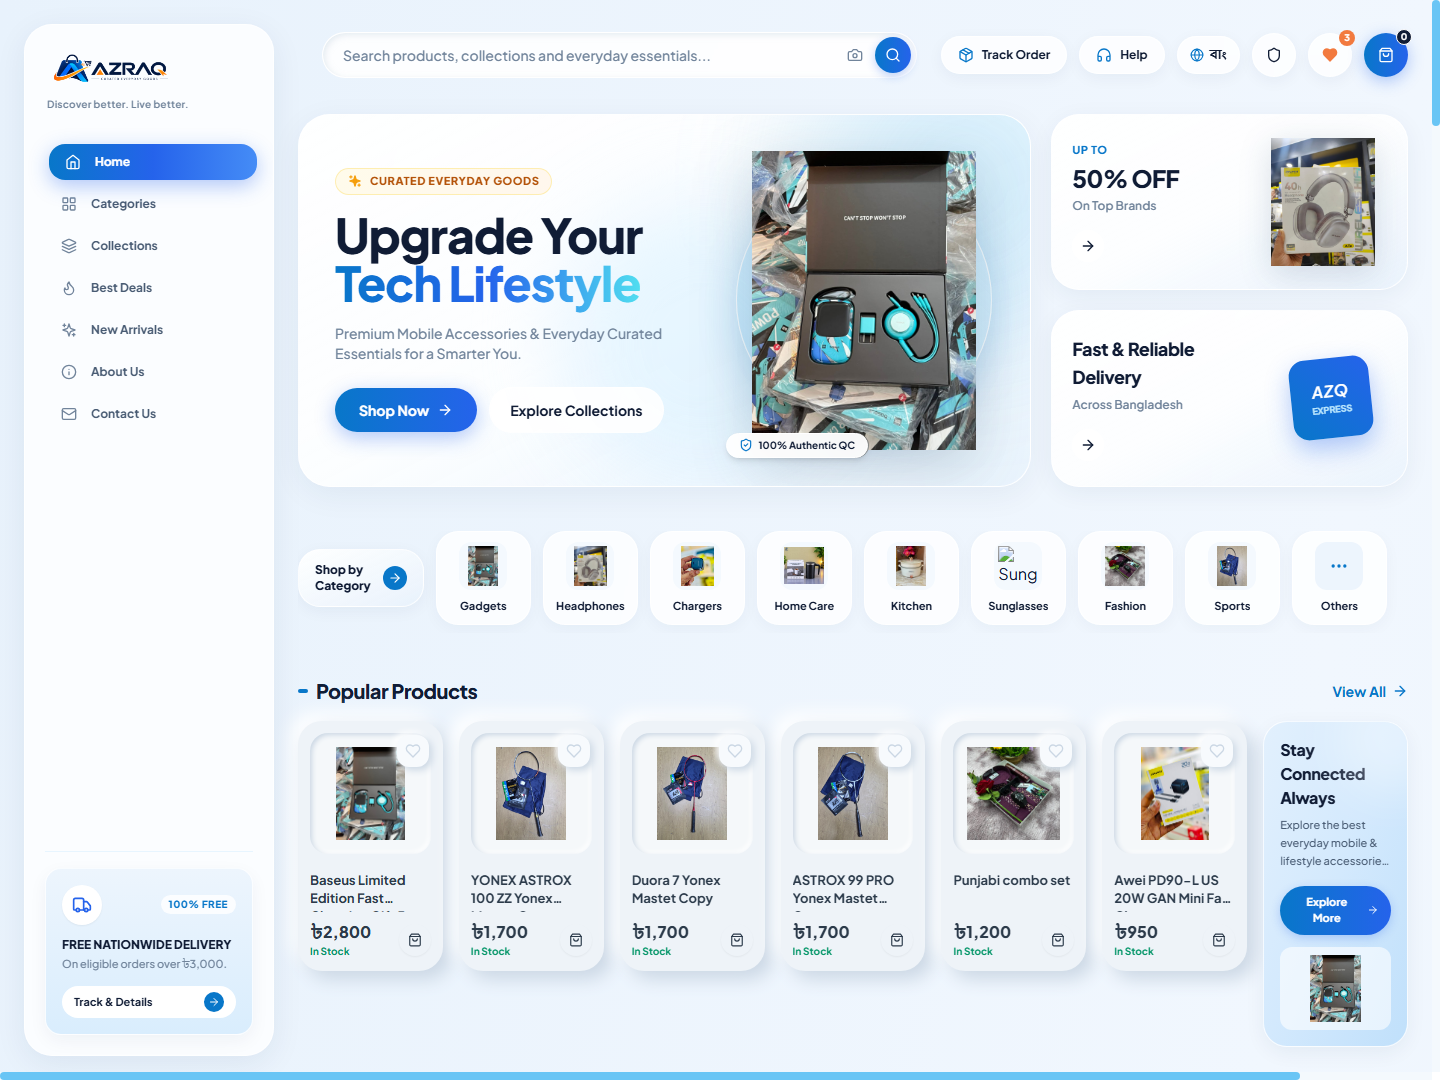 AZRAQ
Discover better. Live better.
Home
Categories
Collections
Best Deals
New Arrivals
About Us
Contact Us
100% FREE
FREE NATIONWIDE DELIVERY
On eligible orders over ৳3,000.
Track & Details
Search products, collections and everyday essentials...
Track Order
Help
বাং
3
0
CURATED EVERYDAY GOODS
Upgrade Your
Tech Lifestyle
Premium Mobile Accessories & Everyday Curated
Essentials for a Smarter You.
Shop Now
Explore Collections
CAN'T STOP WON'T STOP
100% Authentic QC
UP TO
50% OFF
On Top Brands
Fast & Reliable
Delivery
Across Bangladesh
AZQ
EXPRESS
Shop by
Category
Gadgets
Headphones
Chargers
Home Care
Kitchen
Sung
Sunglasses
Fashion
Sports
Others
Popular Products
View All
Baseus Limited
Edition Fast...
৳2,800
In Stock
YONEX ASTROX
100 ZZ Yonex...
৳1,700
In Stock
Duora 7 Yonex
Mastet Copy
৳1,700
In Stock
ASTROX 99 PRO
Yonex Mastet...
৳1,700
In Stock
Punjabi combo set
৳1,200
In Stock
Awei PD90-L US
20W GAN Mini Fa...
৳950
In Stock
Stay
Connected
Always
Explore the best
everyday mobile &
lifestyle accessorie...
Explore
More